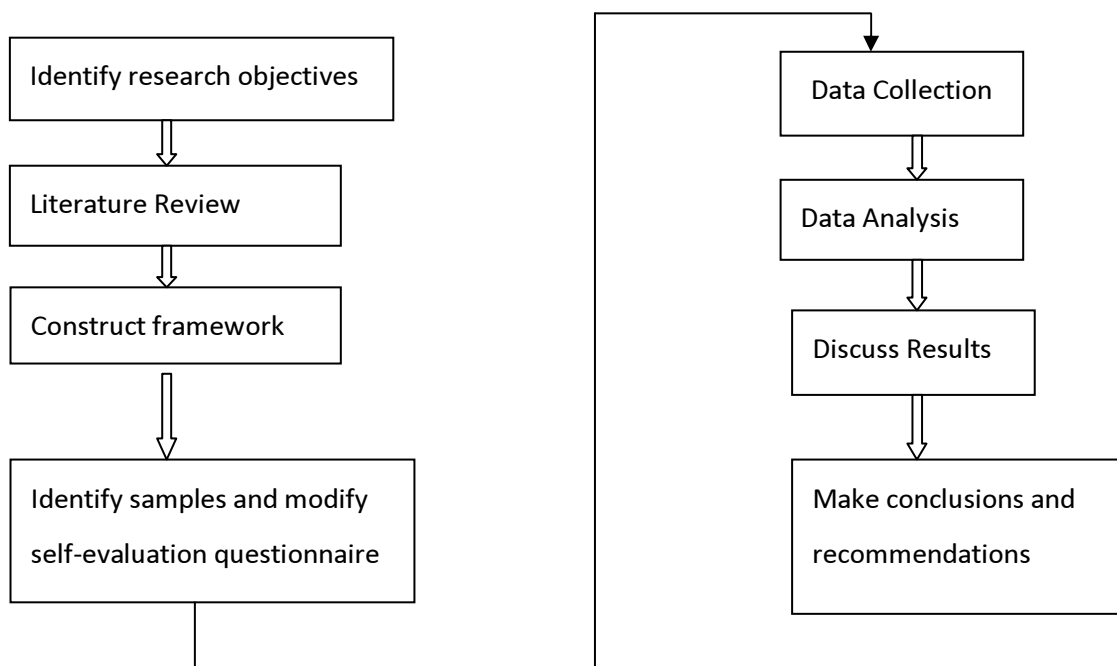 Identify research objectives
Literature Review
Construct framework
Identify samples and modify
self-evaluation questionnaire
Data Collection
Data Analysis
Discuss Results
Make conclusions and
recommendations